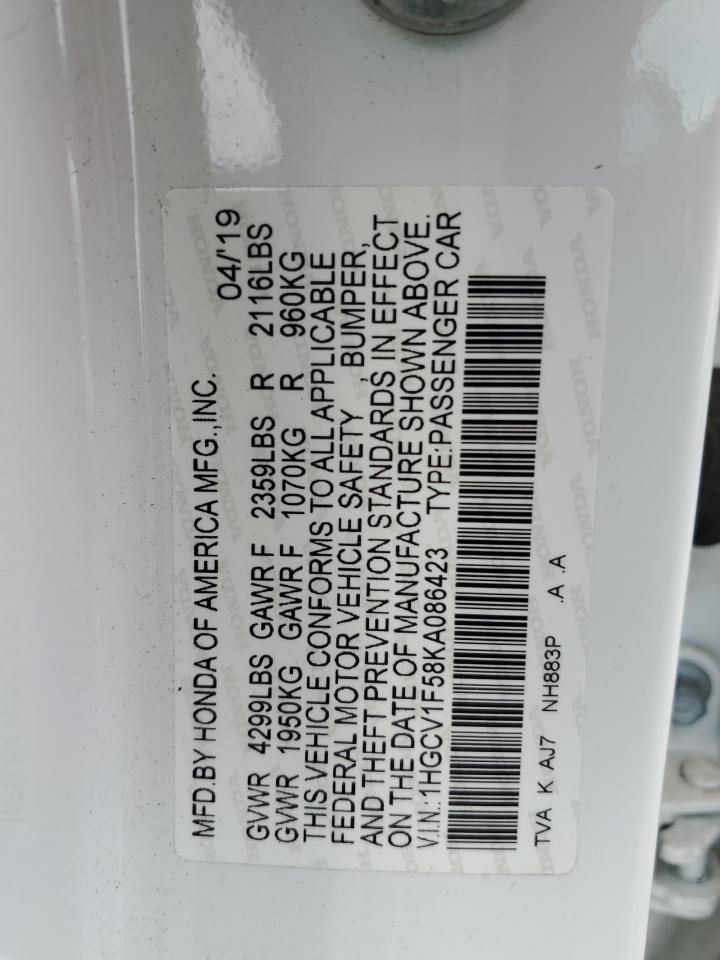 MFD.BY HONDA OF AMERICA MFG.,INC. 04/'19
GVWR 4299LBS GAWR F 2359LBS R 2116LBS
GVWR 1950KG GAWR F 1070KG R 960KG
THIS VEHICLE CONFORMS TO ALL APPLICABLE
FEDERAL MOTOR VEHICLE SAFETY , BUMPER,
AND THEFT PREVENTION STANDARDS IN EFFECT
ON THE DATE OF MANUFACTURE SHOWN ABOVE.
V.IN.:1HGCV1F58KA086423 TYPE:PASSENGER CAR
TVA K AJ7 NH883P .A .A